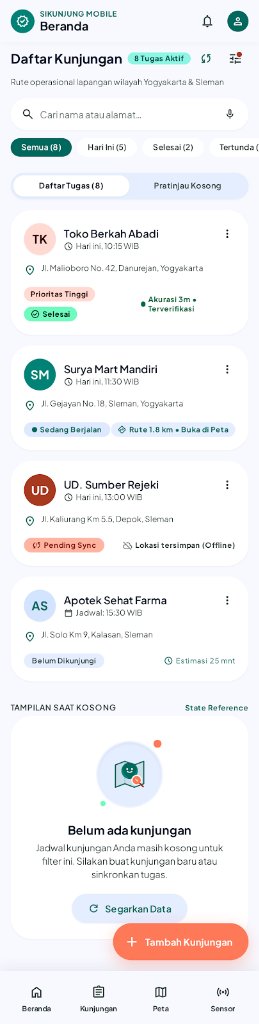 SIKUNJUNG MOBILE
Beranda
Daftar Kunjungan
8 Tugas Aktif
Rute operasional lapangan wilayah Yogyakarta & Sleman
Cari nama atau alamat...
Semua (8)
Hari Ini (5)
Selesai (2)
Tertunda (
Daftar Tugas (8)
Pratinjau Kosong
TK
Toko Berkah Abadi
Hari ini, 10:15 WIB
Jl. Malioboro No. 42, Danurejan, Yogyakarta
Prioritas Tinggi
Selesai
Akurasi 3m •
Terverifikasi
SM
Surya Mart Mandiri
Hari ini, 11:30 WIB
Jl. Gejayan No. 18, Sleman, Yogyakarta
Sedang Berjalan
Rute 1.8 km • Buka di Peta
UD
UD. Sumber Rejeki
Hari ini, 13:00 WIB
Jl. Kaliurang Km 5.5, Depok, Sleman
Pending Sync
Lokasi tersimpan (Offline)
AS
Apotek Sehat Farma
Jadwal: 15:30 WIB
Jl. Solo Km 9, Kalasan, Sleman
Belum Dikunjungi
Estimasi 25 mnt
TAMPILAN SAAT KOSONG
State Reference
Belum ada kunjungan
Jadwal kunjungan Anda masih kosong untuk
filter ini. Silakan buat kunjungan baru atau
sinkronkan tugas.
Segarkan Data
Tambah Kunjungan
Beranda
Kunjungan
Peta
Sensor